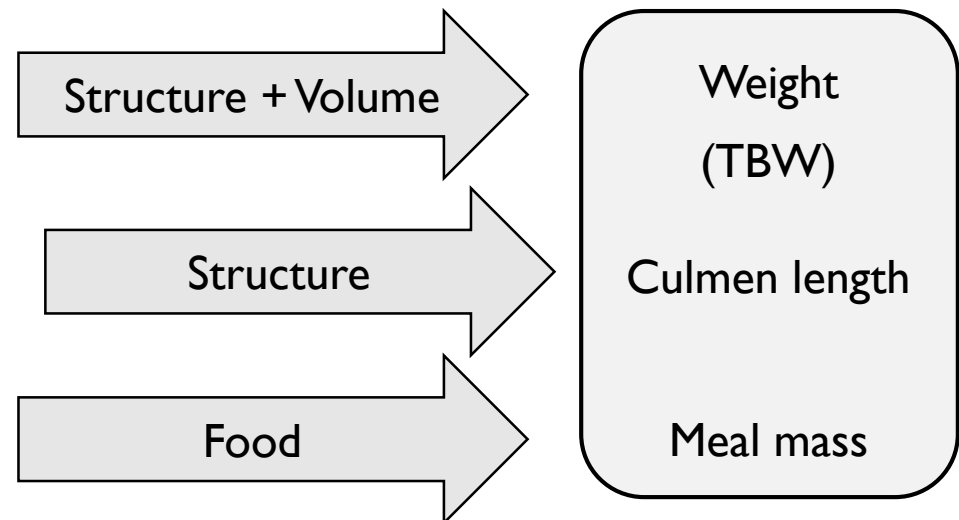 Structure + Volume
Weight
(TBW)
Structure
Culmen length
Food
Meal mass